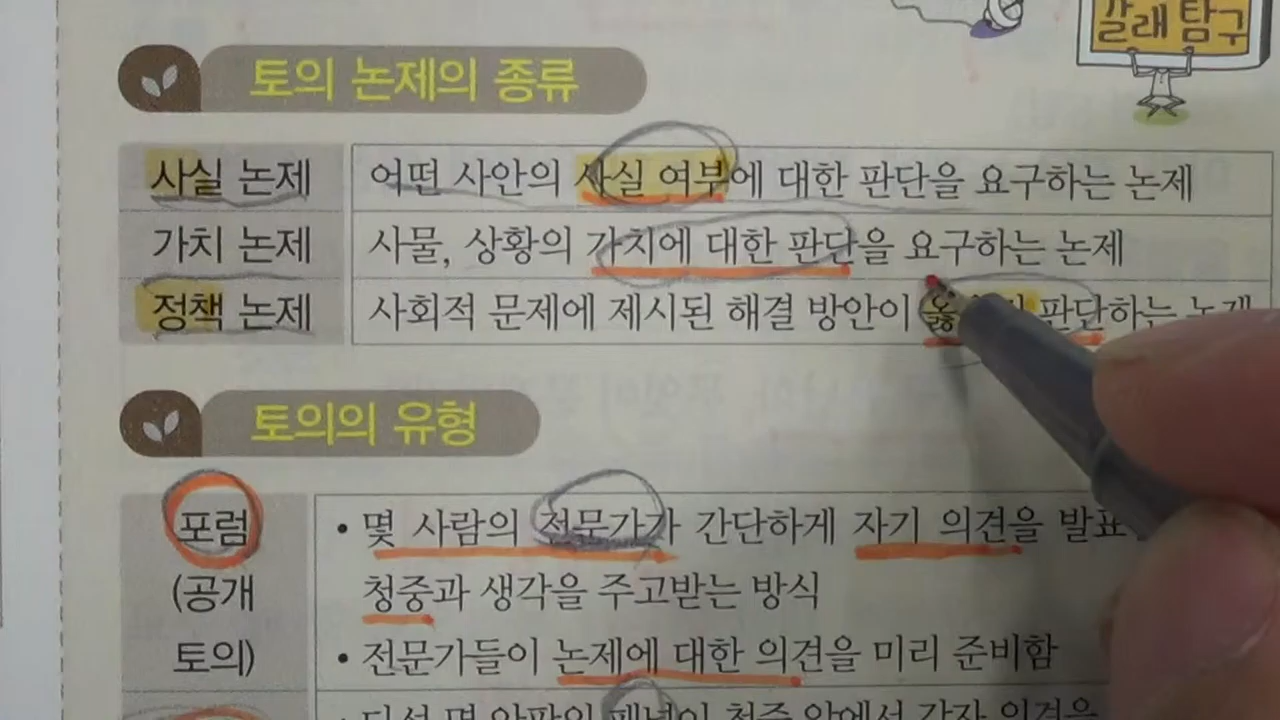 깔래 탐구
토의 논제의 종류
사실 논제 어떤 사안의 사실 여부에 대한 판단을 요구하는 논제
가치 논제 사물, 상황의 가치에 대한 판단을 요구하는 논제
정책 논제 사회적 문제에 제시된 해결 방안이 판단하는 논제
토의의 유형
포럼 • 몇 사람의 전문가가 간단하게 자기 의견을 발표
(공개 청중과 생각을 주고받는 방식
토의) • 전문가들이 논제에 대한 의견을 미리 준비함